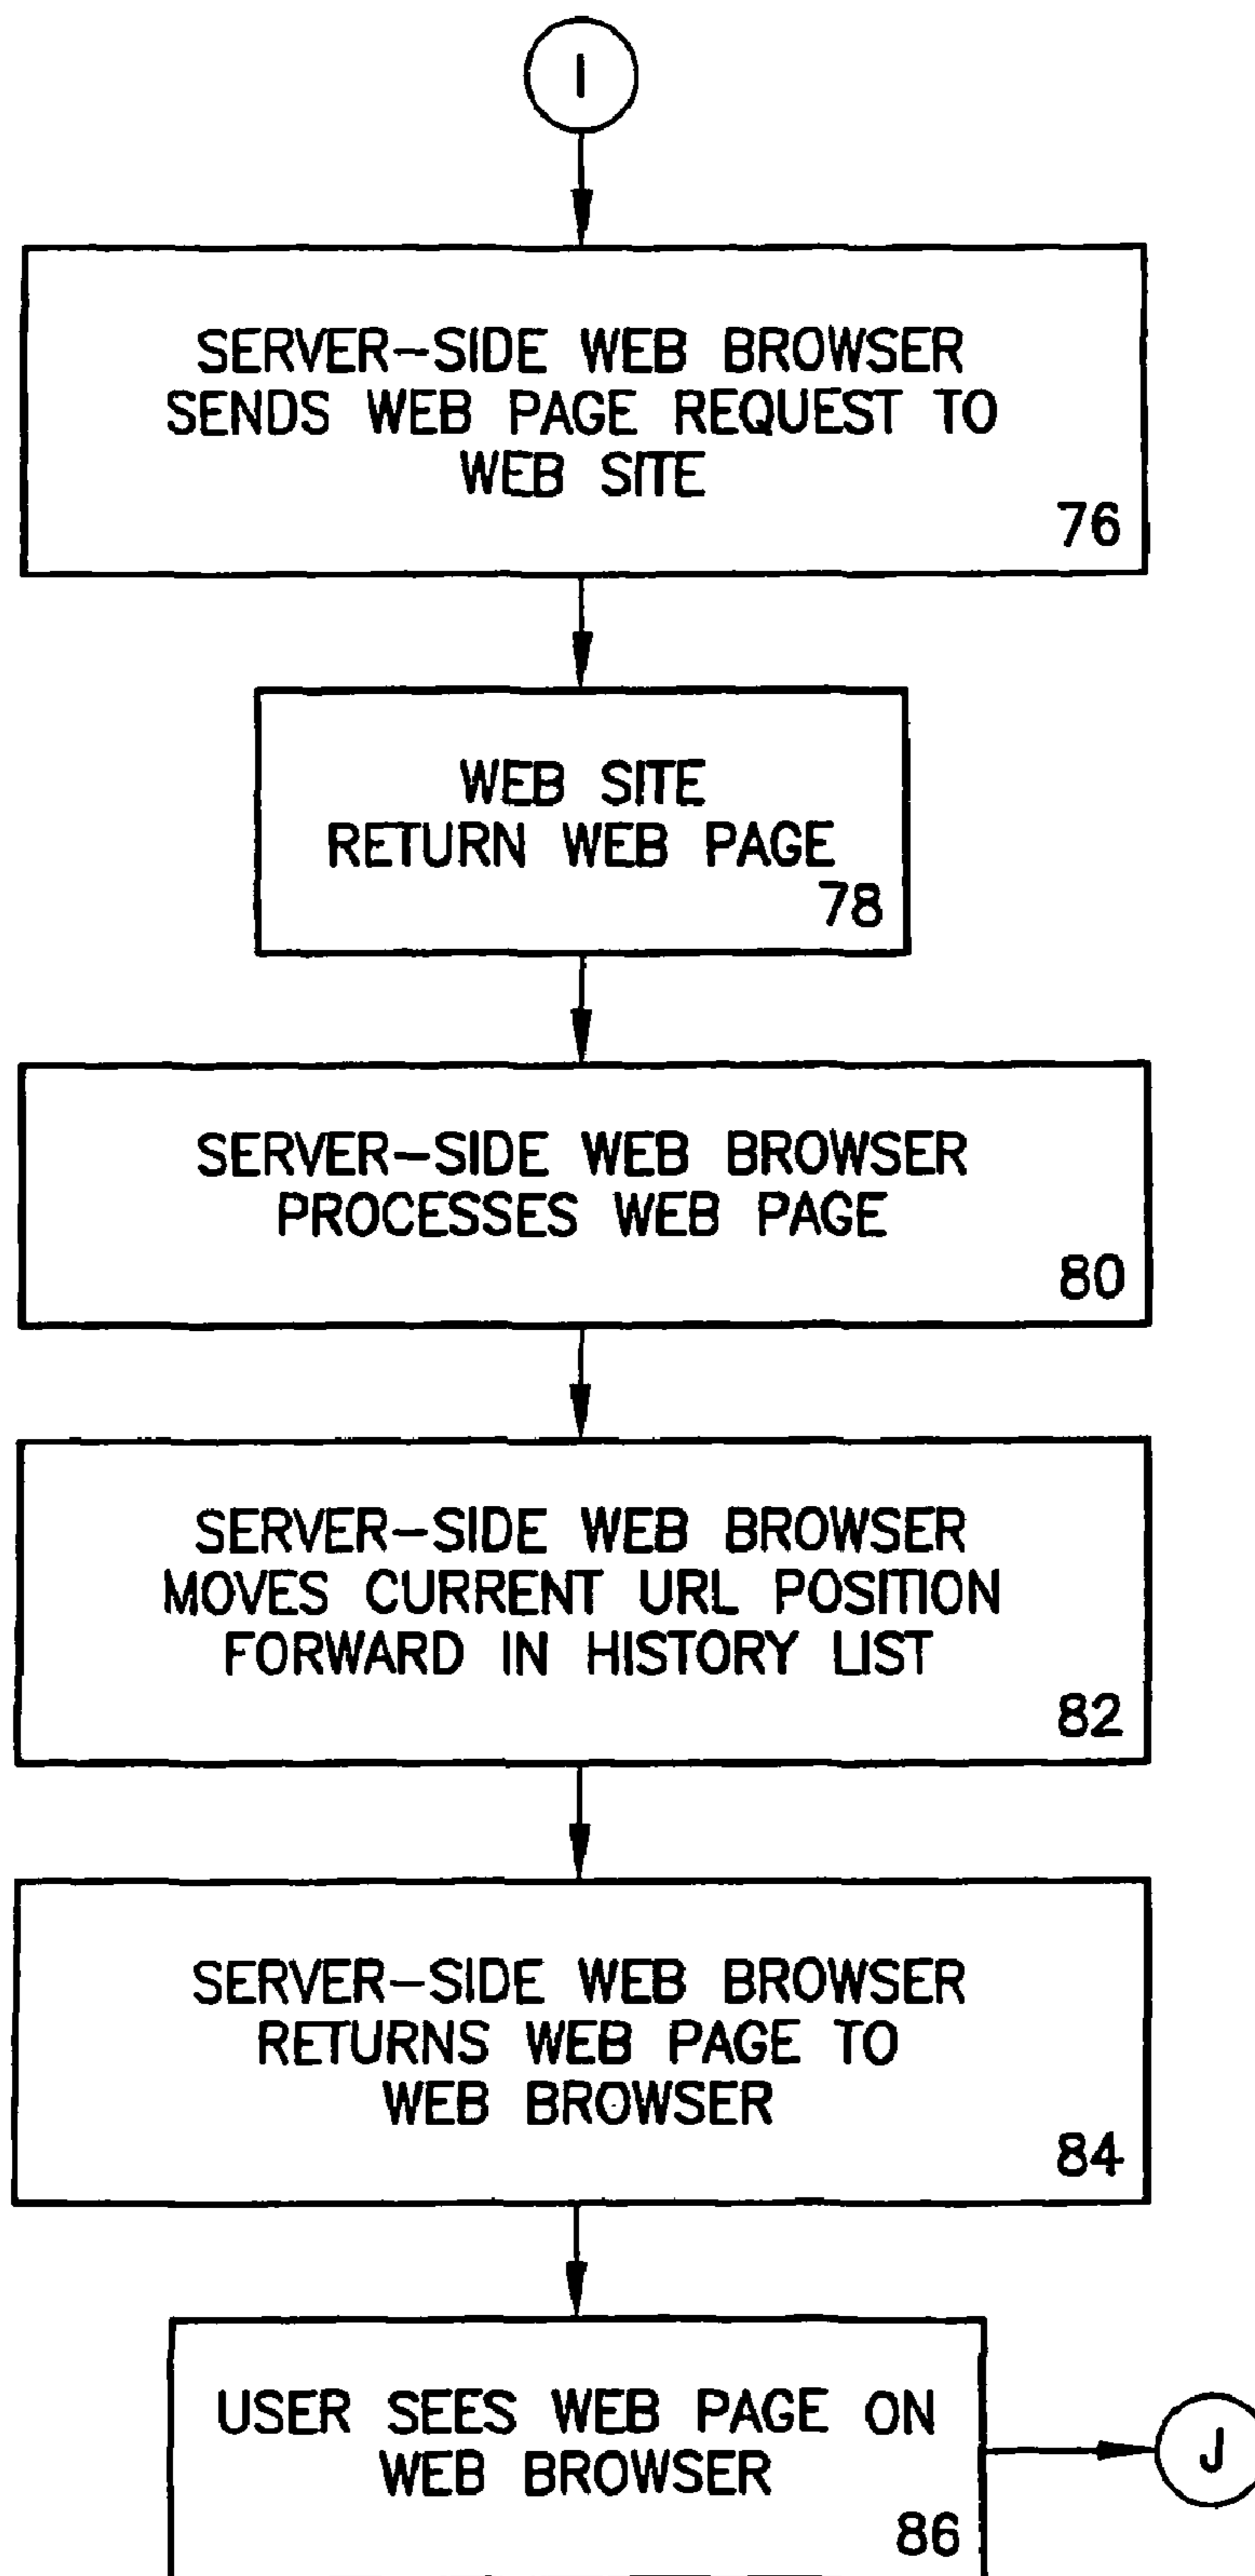 I
SERVER-SIDE WEB BROWSER
SENDS WEB PAGE REQUEST TO
WEB SITE
76
WEB SITE
RETURN WEB PAGE
78
SERVER-SIDE WEB BROWSER
PROCESSES WEB PAGE
80
SERVER-SIDE WEB BROWSER
MOVES CURRENT URL POSITION
FORWARD IN HISTORY LIST
82
SERVER-SIDE WEB BROWSER
RETURNS WEB PAGE TO
WEB BROWSER
84
USER SEES WEB PAGE ON
WEB BROWSER
86
J